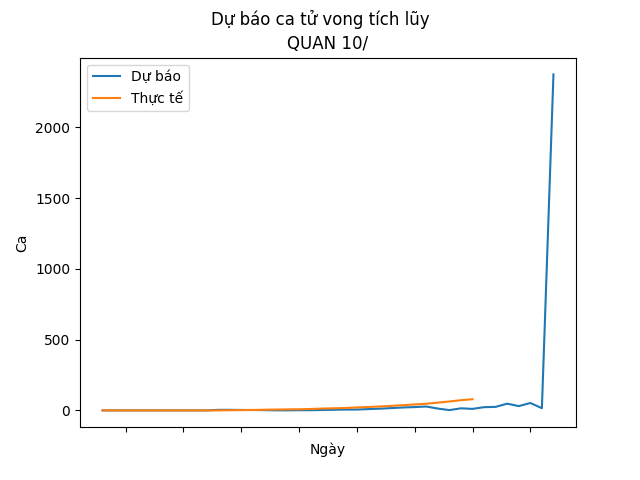 Dự báo ca tử vong tích lũy
QUAN 10/
Dự báo
Thực tế
2000
1500
1000
500
0
Ca
Ngày